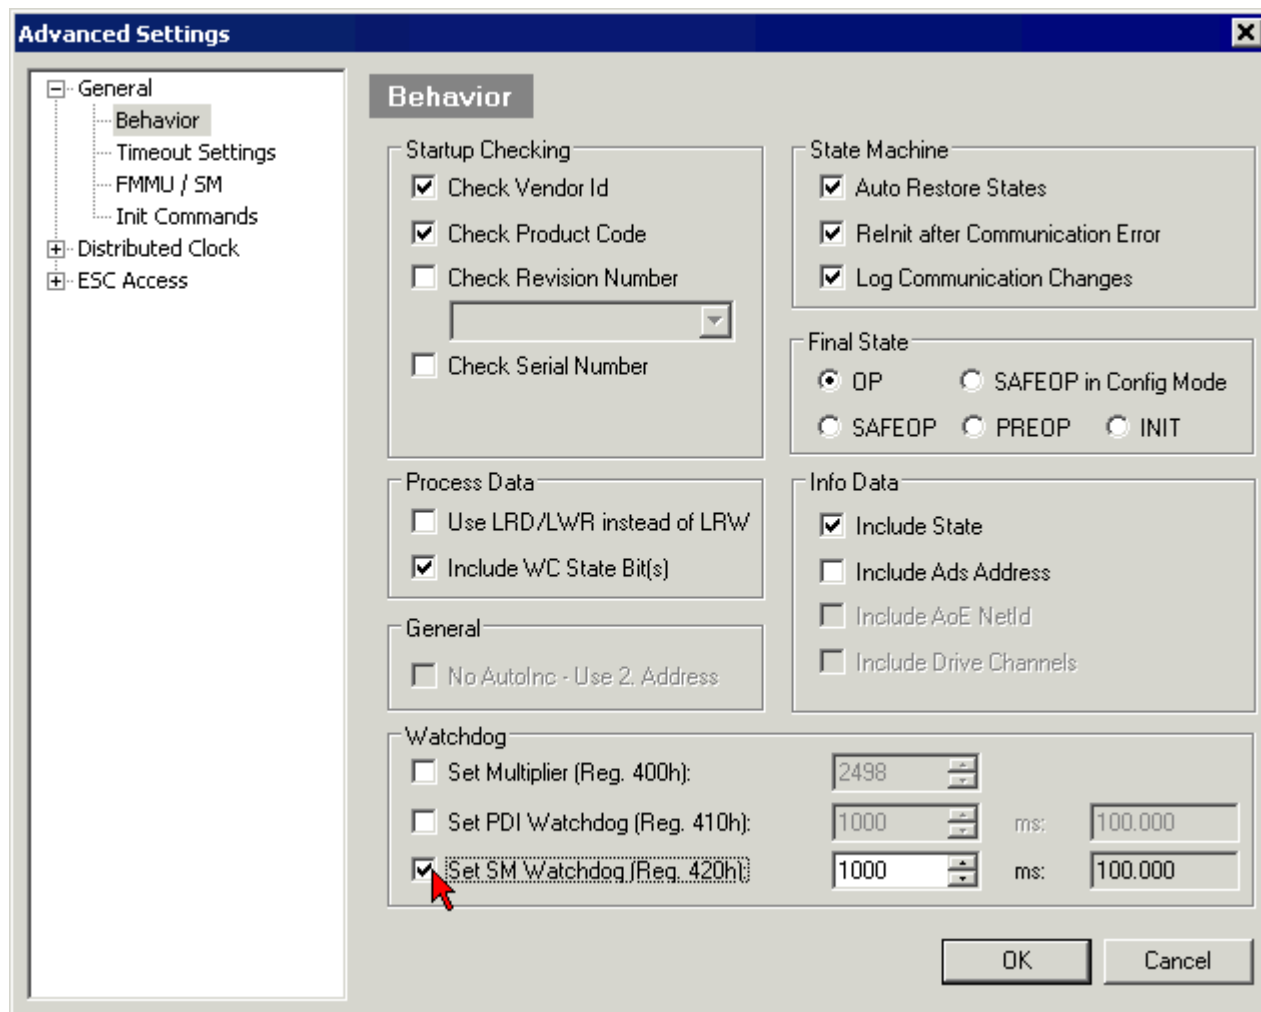 Advanced Settings
General
Behavior
Timeout Settings
FMMU / SM
Init Commands
Distributed Clock
ESC Access
Behavior
Startup Checking
Check Vendor Id
Check Product Code
Check Revision Number
Check Serial Number
State Machine
Auto Restore States
ReInit after Communication Error
Log Communication Changes
Final State
OP
SAFEOP in Config Mode
SAFEOP
PREOP
INIT
Process Data
Use LRD/LWR instead of LRW
Include WC State Bit(s)
Info Data
Include State
Include Ads Address
Include AoE NetId
Include Drive Channels
General
No AutoInc - Use 2. Address
Watchdog
Set Multiplier (Reg. 400h): 2498
Set PDI Watchdog (Reg. 410h): 1000 ms: 100.000
Set SM Watchdog (Reg. 420h): 1000 ms: 100.000
OK Cancel